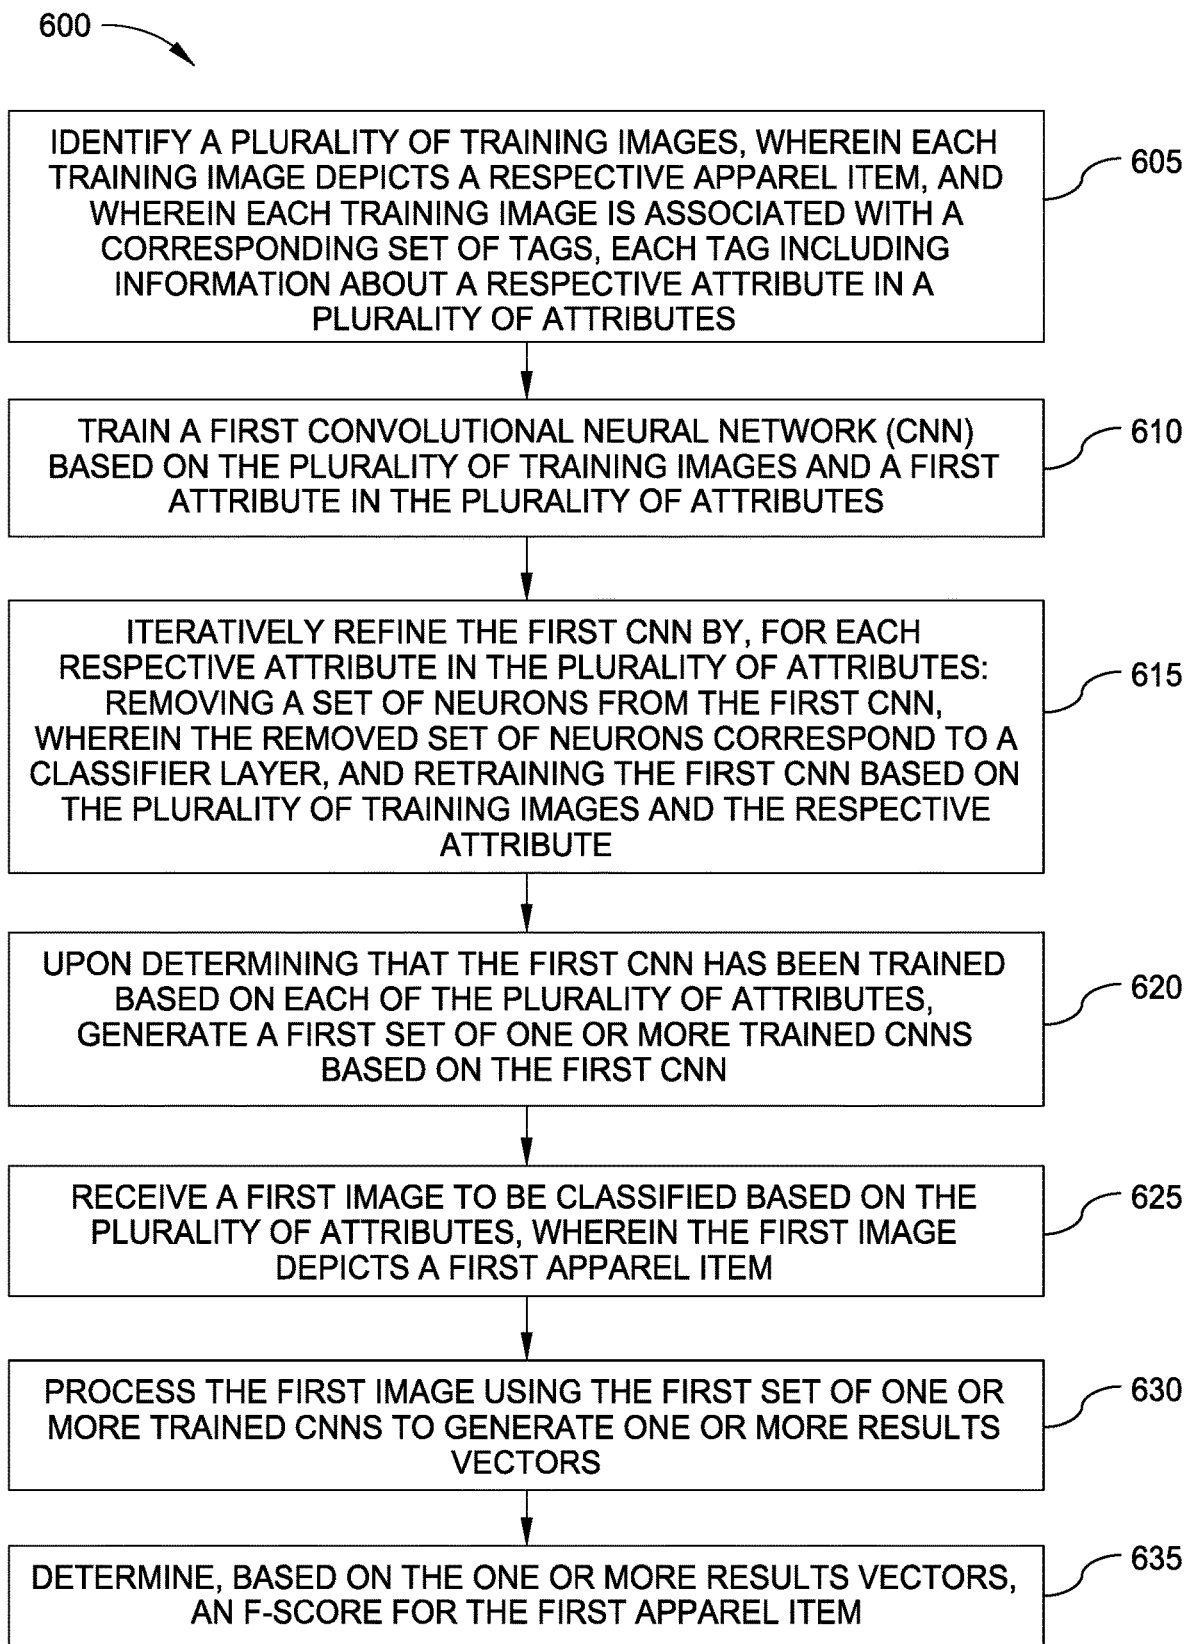 600
IDENTIFY A PLURALITY OF TRAINING IMAGES, WHEREIN EACH
TRAINING IMAGE DEPICTS A RESPECTIVE APPAREL ITEM, AND
WHEREIN EACH TRAINING IMAGE IS ASSOCIATED WITH A
CORRESPONDING SET OF TAGS, EACH TAG INCLUDING
INFORMATION ABOUT A RESPECTIVE ATTRIBUTE IN A
PLURALITY OF ATTRIBUTES
605
TRAIN A FIRST CONVOLUTIONAL NEURAL NETWORK (CNN)
BASED ON THE PLURALITY OF TRAINING IMAGES AND A FIRST
ATTRIBUTE IN THE PLURALITY OF ATTRIBUTES
610
ITERATIVELY REFINE THE FIRST CNN BY, FOR EACH
RESPECTIVE ATTRIBUTE IN THE PLURALITY OF ATTRIBUTES:
REMOVING A SET OF NEURONS FROM THE FIRST CNN,
WHEREIN THE REMOVED SET OF NEURONS CORRESPOND TO A
CLASSIFIER LAYER, AND RETRAINING THE FIRST CNN BASED ON
THE PLURALITY OF TRAINING IMAGES AND THE RESPECTIVE
ATTRIBUTE
615
UPON DETERMINING THAT THE FIRST CNN HAS BEEN TRAINED
BASED ON EACH OF THE PLURALITY OF ATTRIBUTES,
GENERATE A FIRST SET OF ONE OR MORE TRAINED CNNS
BASED ON THE FIRST CNN
620
RECEIVE A FIRST IMAGE TO BE CLASSIFIED BASED ON THE
PLURALITY OF ATTRIBUTES, WHEREIN THE FIRST IMAGE
DEPICTS A FIRST APPAREL ITEM
625
PROCESS THE FIRST IMAGE USING THE FIRST SET OF ONE OR
MORE TRAINED CNNS TO GENERATE ONE OR MORE RESULTS
VECTORS
630
DETERMINE, BASED ON THE ONE OR MORE RESULTS VECTORS,
AN F-SCORE FOR THE FIRST APPAREL ITEM
635